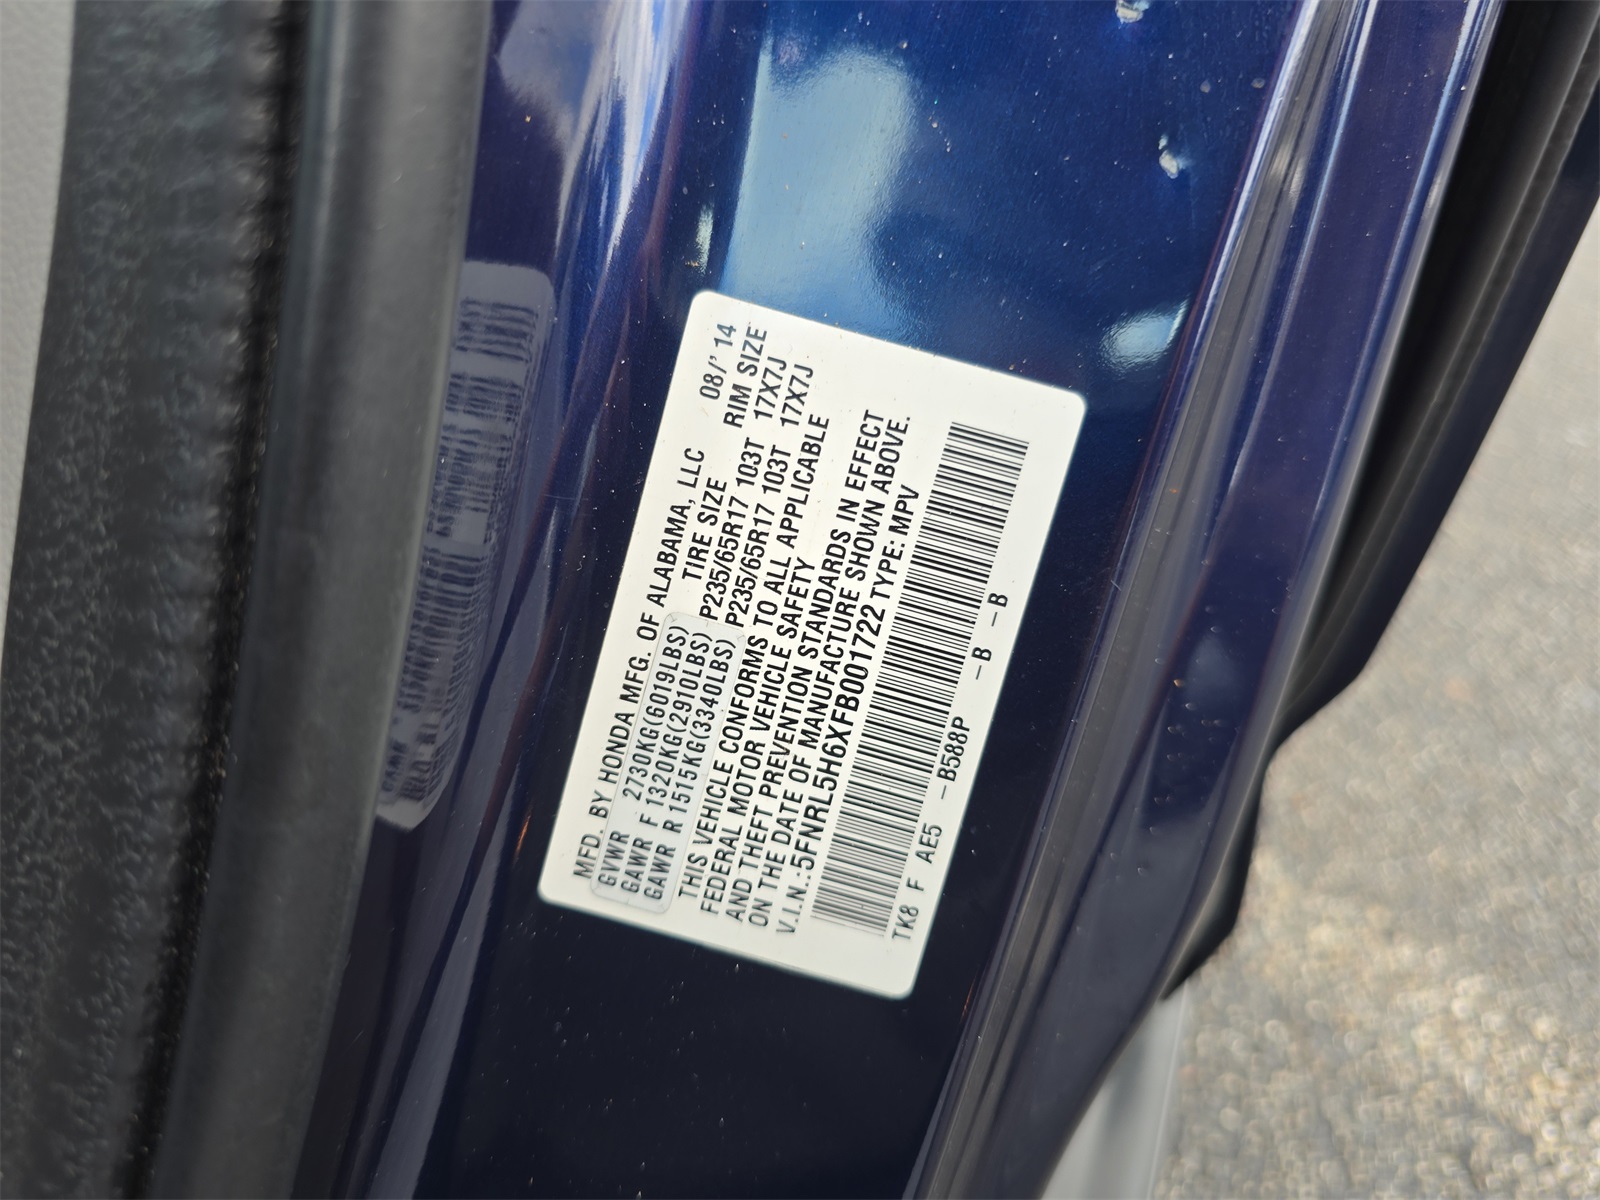 MFD. BY HONDA MFG. OF ALABAMA, LLC 08/'14
TIRE SIZE RIM SIZE
GVWR 2730KG(6019LBS)
GAWR F 1320KG(2910LBS) P235/65R17 103T 17X7J
GAWR R 1515KG(3340LBS) P235/65R17 103T 17X7J
THIS VEHICLE CONFORMS TO ALL APPLICABLE
FEDERAL MOTOR VEHICLE SAFETY
AND THEFT PREVENTION STANDARDS IN EFFECT
ON THE DATE OF MANUFACTURE SHOWN ABOVE.
V.I.N.:5FNRL5H6XFB001722 TYPE: MPV
TK8 F AE5 -B588P -B -B